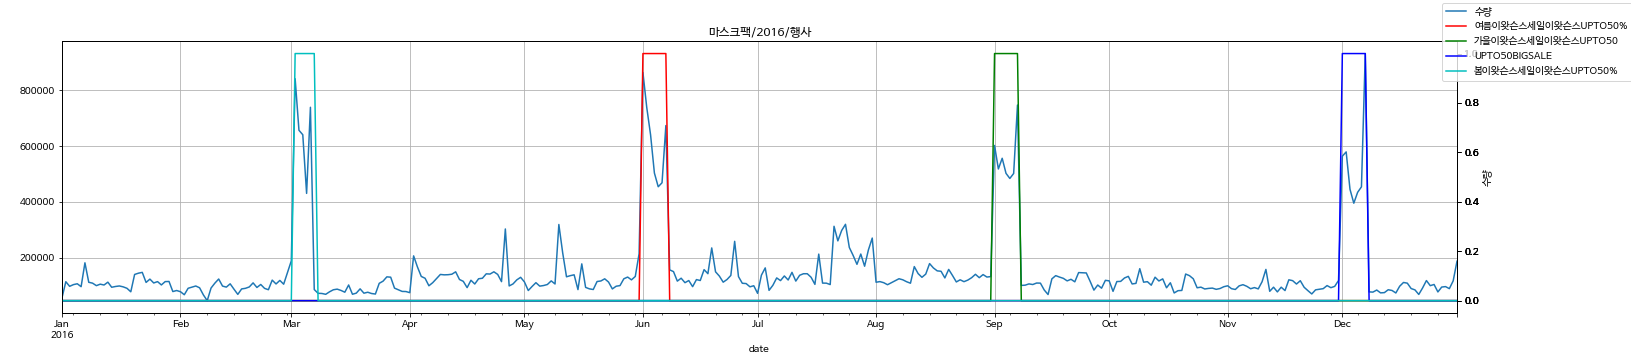 마스크팩/2016/행사
수량
여름이왓슨스세일이왓슨스UPTO50%
가을이왓슨스세일이왓슨스UPTO50
UPTO50BIGSALE
봄이왓슨스세일이왓슨스UPTO50%
800000
600000
400000
200000
1.0
0.8
0.6
0.4
0.2
0.0
수량
Jan
2016
Feb
Mar
Apr
May
Jun
Jul
Aug
Sep
Oct
Nov
Dec
date